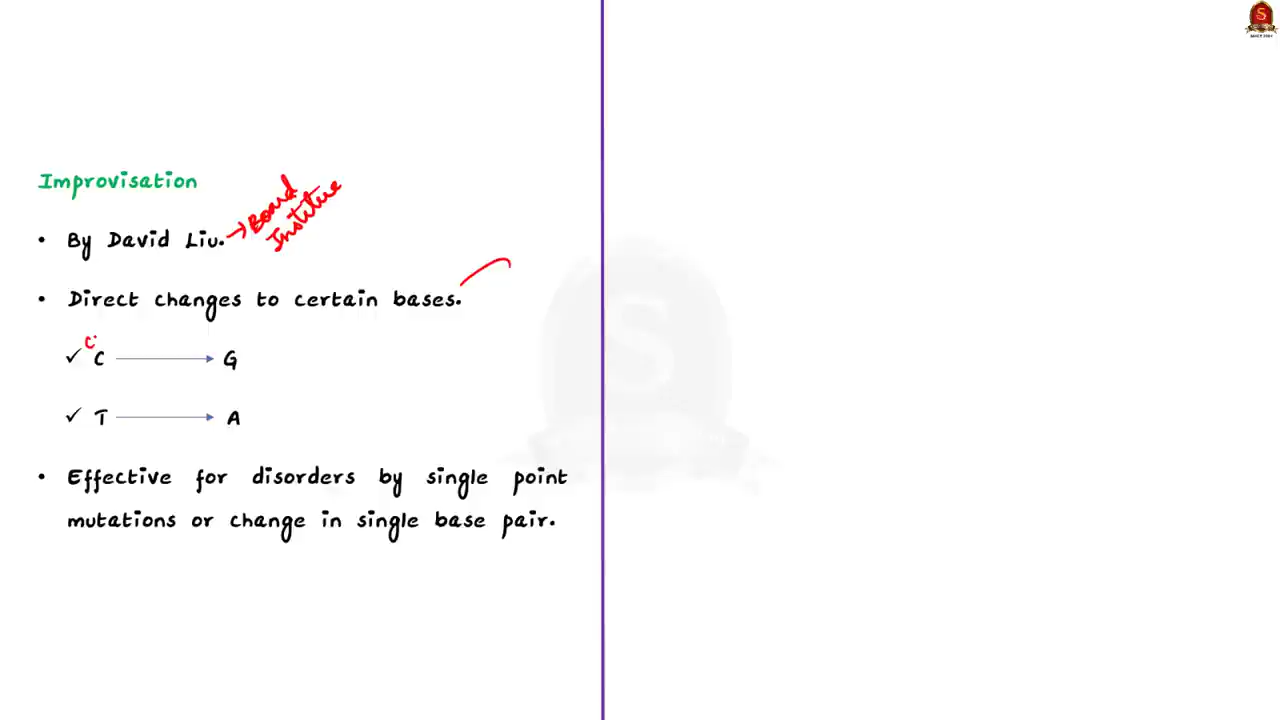 Improvisation
• By David Liu. → Board
Institute
• Direct changes to certain bases.
C
✓ C → G
✓ T → A
• Effective for disorders by single point
mutations or change in single base pair.
S